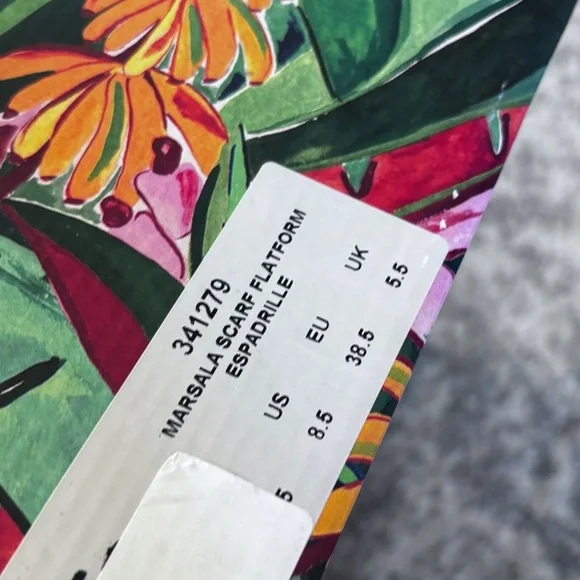 341279
MARSALA SCARF FLATFORM
ESPADRILLE
US EU UK
8.5 38.5 5.5